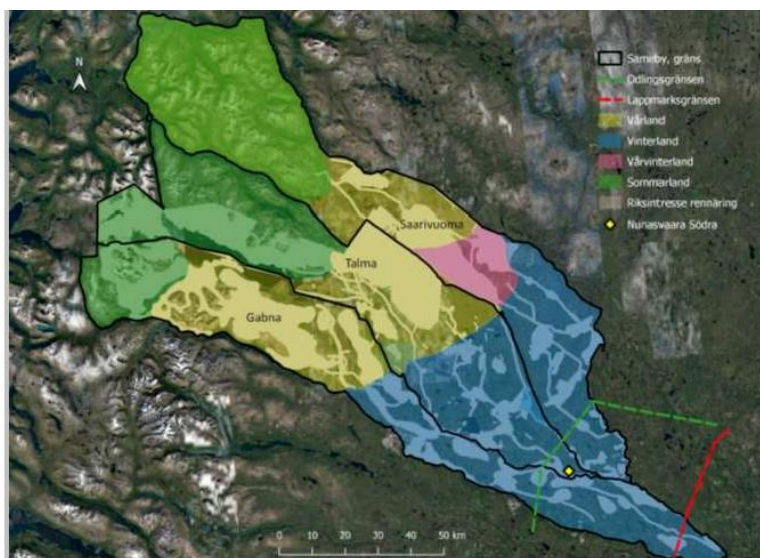 N
Sameby, gräns
Odlingsgränsen
Lappmarksgränsen
Vårland
Vinterland
Vårvinterland
Sommarland
Riksintresse rennäring
Nunasvaara Södra
Saarivuoma
Talma
Gabna
0 10 20 30 40 50 km